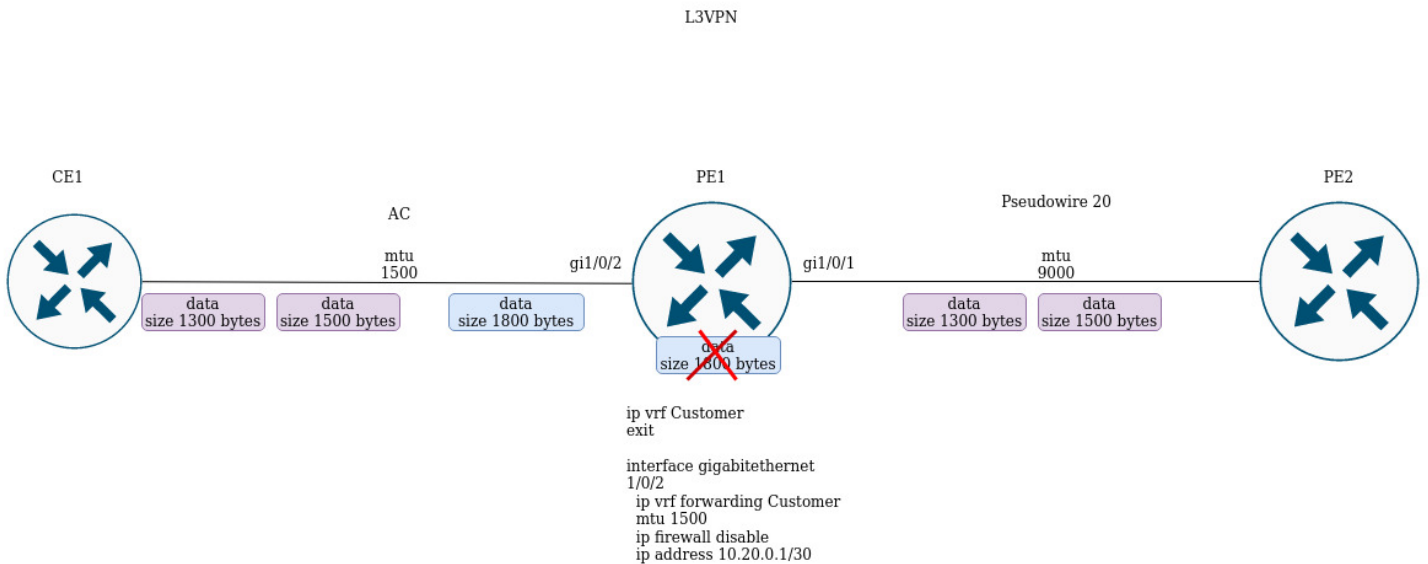 L3VPN
CE1
PE1
PE2
AC
Pseudowire 20
mtu
1500
gi1/0/2
gi1/0/1
mtu
9000
data
size 1300 bytes
data
size 1500 bytes
data
size 1800 bytes
data
size 1300 bytes
data
size 1500 bytes
data
size 1800 bytes
ip vrf Customer
exit
interface gigabitethernet
1/0/2
ip vrf forwarding Customer
mtu 1500
ip firewall disable
ip address 10.20.0.1/30